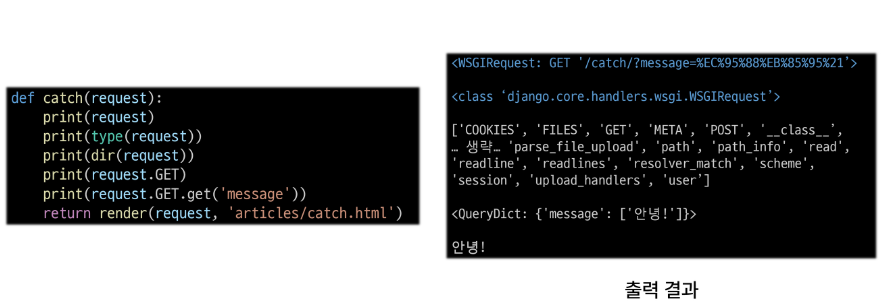 def catch(request):
    print(request)
    print(type(request))
    print(dir(request))
    print(request.GET)
    print(request.GET.get('message'))
    return render(request, 'articles/catch.html')
<WSGIRequest: GET '/catch/?message=%EC%95%88%EB%85%95%21'>
<class ‘django.core.handlers.wsgi.WSGIRequest’>
['COOKIES', 'FILES', 'GET', 'META', 'POST', '__class__’,
… 생략… 'parse_file_upload', 'path', 'path_info', 'read',
'readline', 'readlines', 'resolver_match', 'scheme',
'session', 'upload_handlers', 'user']
<QueryDict: {'message': ['안녕!']}>
안녕!
출력 결과